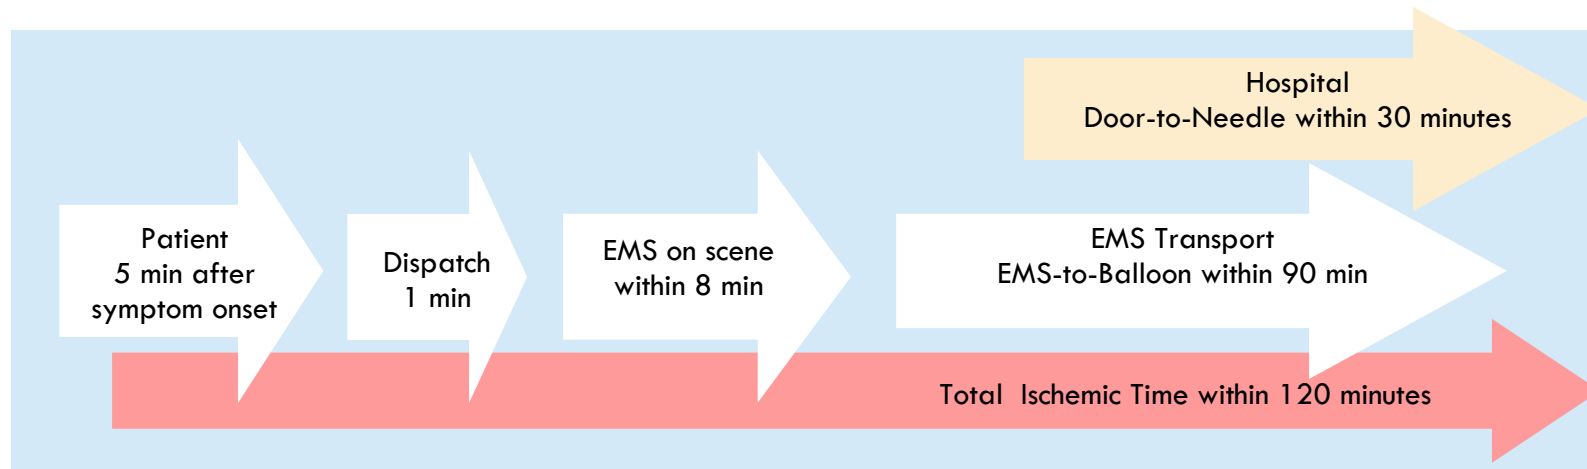 Hospital
Door-to-Needle within 30 minutes
Patient
5 min after
symptom onset
Dispatch
1 min
EMS on scene
within 8 min
EMS Transport
EMS-to-Balloon within 90 min
Total  Ischemic Time within 120 minutes